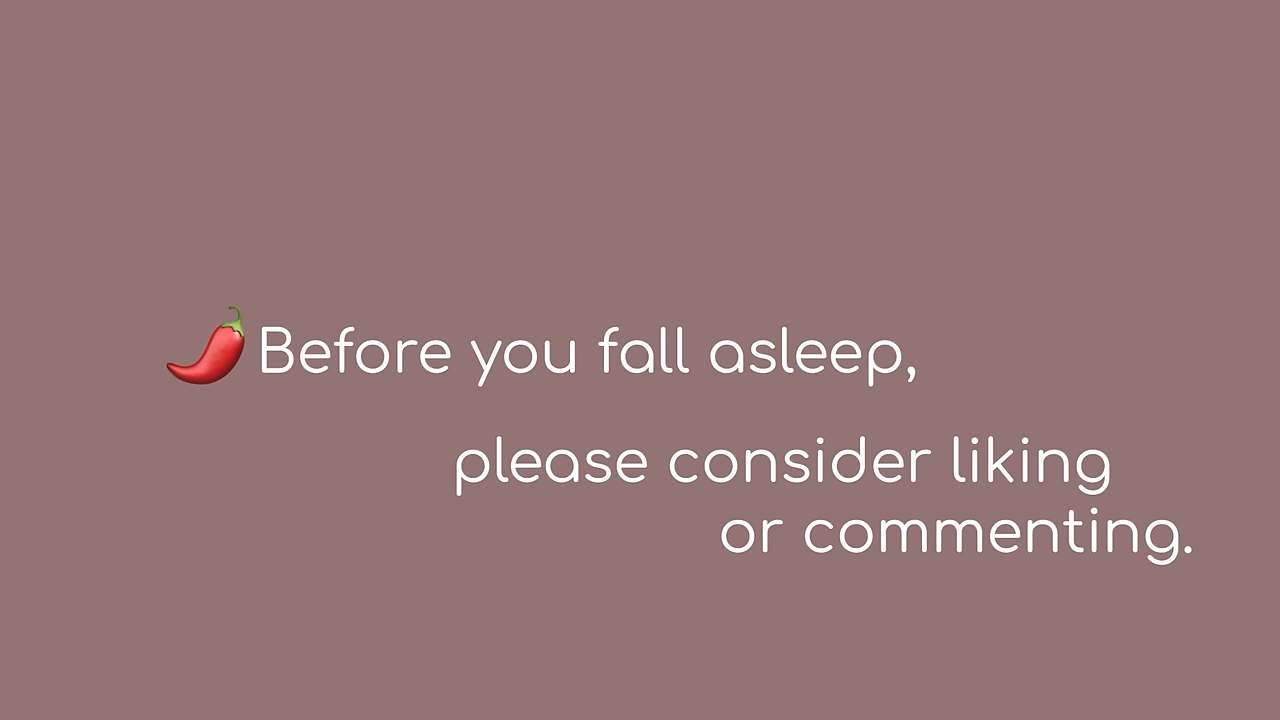 🌶️Before you fall asleep,
please consider liking
or commenting.